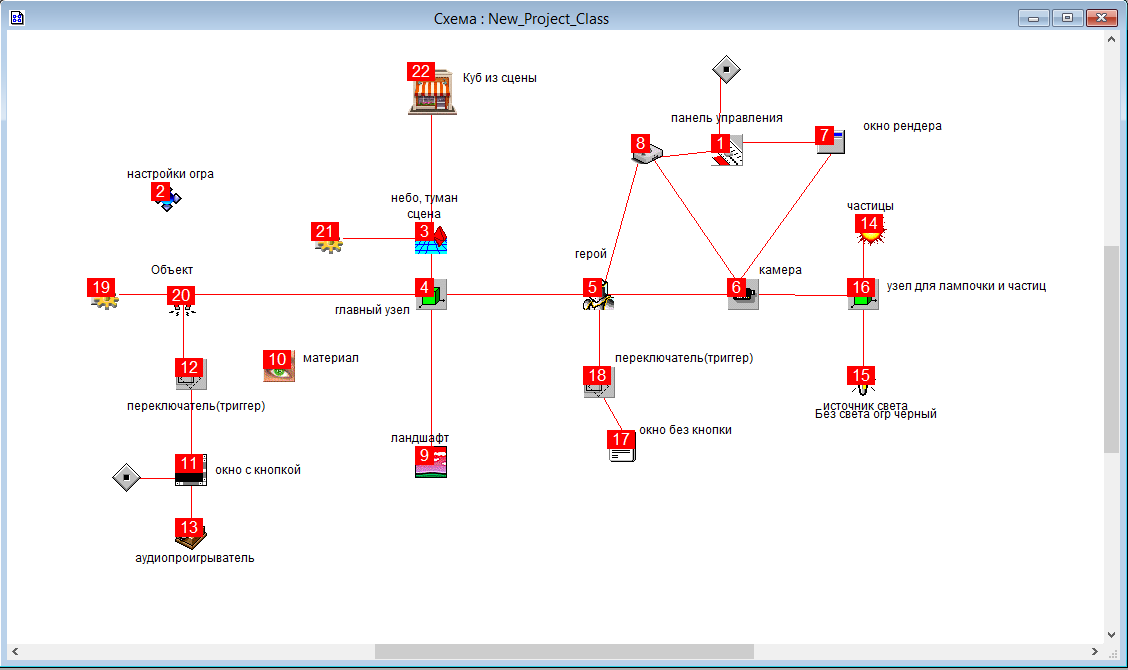 Схема : New_Project_Class
22
Куб из сцены
панель управления
8
1
7
окно рендера
настройки огра
2
небо, туман
сцена
21
3
частицы
14
герой
Объект
камера
19
20
4
5
6
16
узел для лампочки и частиц
главный узел
12
10
материал
переключатель(триггер)
18
15
переключатель(триггер)
источник света
Без света огр черный
ландшафт
9
окно без кнопки
17
11
окно с кнопкой
13
аудиопроигрыватель